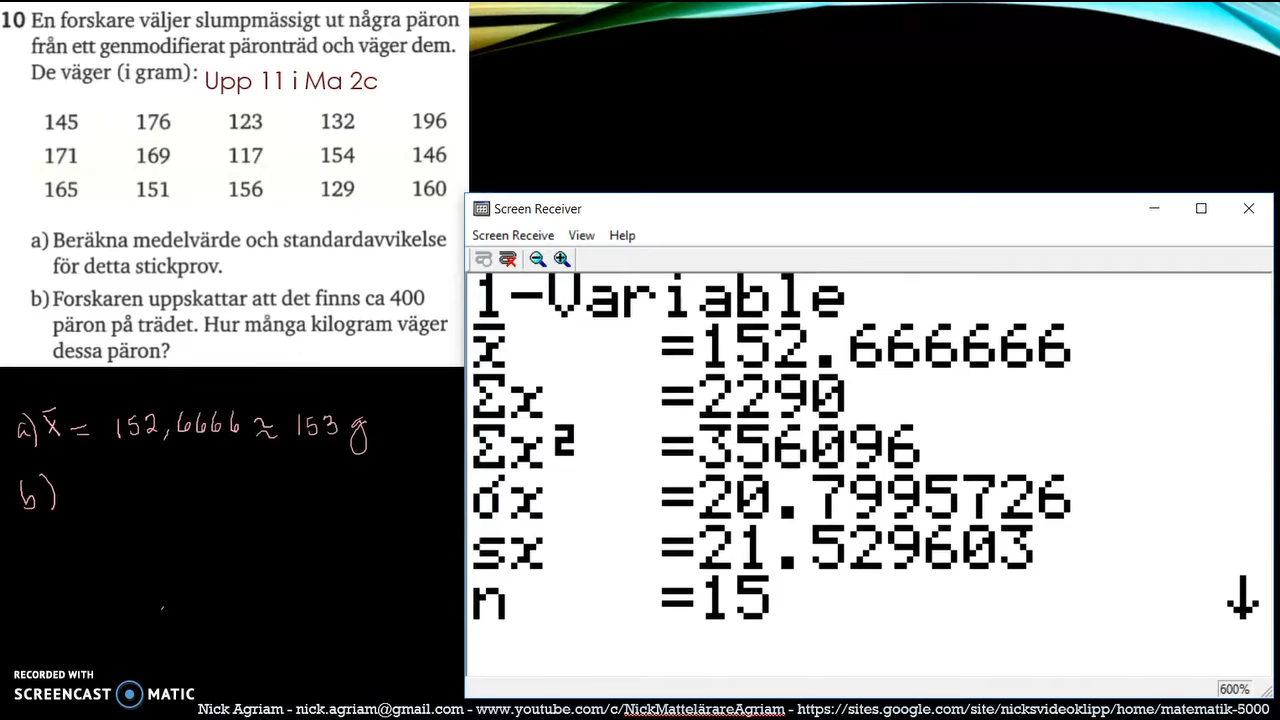 10 En forskare väljer slumpmässigt ut några päron
från ett genmodifierat päronträd och väger dem.
De väger (i gram): Upp 11 i Ma 2c
145 176 123 132 196
171 169 117 154 146
165 151 156 129 160
a) Beräkna medelvärde och standardavvikelse
för detta stickprov.
b) Forskaren uppskattar att det finns ca 400
päron på trädet. Hur många kilogram väger
dessa päron?
a) x̄ = 152,6666 ≈ 153 g
b)
Screen Receiver
Screen Receive View Help
1-Variable
x̄ =152.666666
Σx =2290
Σx² =356096
σx =20.7995726
sx =21.529603
n =15 ↓
600%
RECORDED WITH
SCREENCAST MATIC
Nick Agriam - nick.agriam@gmail.com - www.youtube.com/c/NickMattelärareAgriam - https://sites.google.com/site/nicksvideoklipp/home/matematik-5000